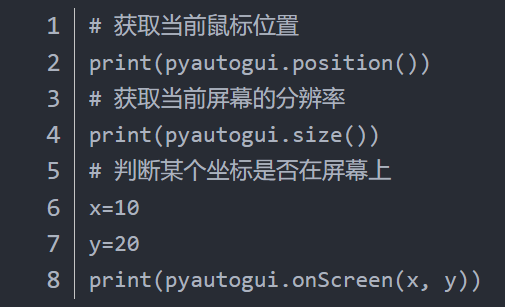 1 # 获取当前鼠标位置
2 print(pyautogui.position())
3 # 获取当前屏幕的分辨率
4 print(pyautogui.size())
5 # 判断某个坐标是否在屏幕上
6 x=10
7 y=20
8 print(pyautogui.onScreen(x, y))